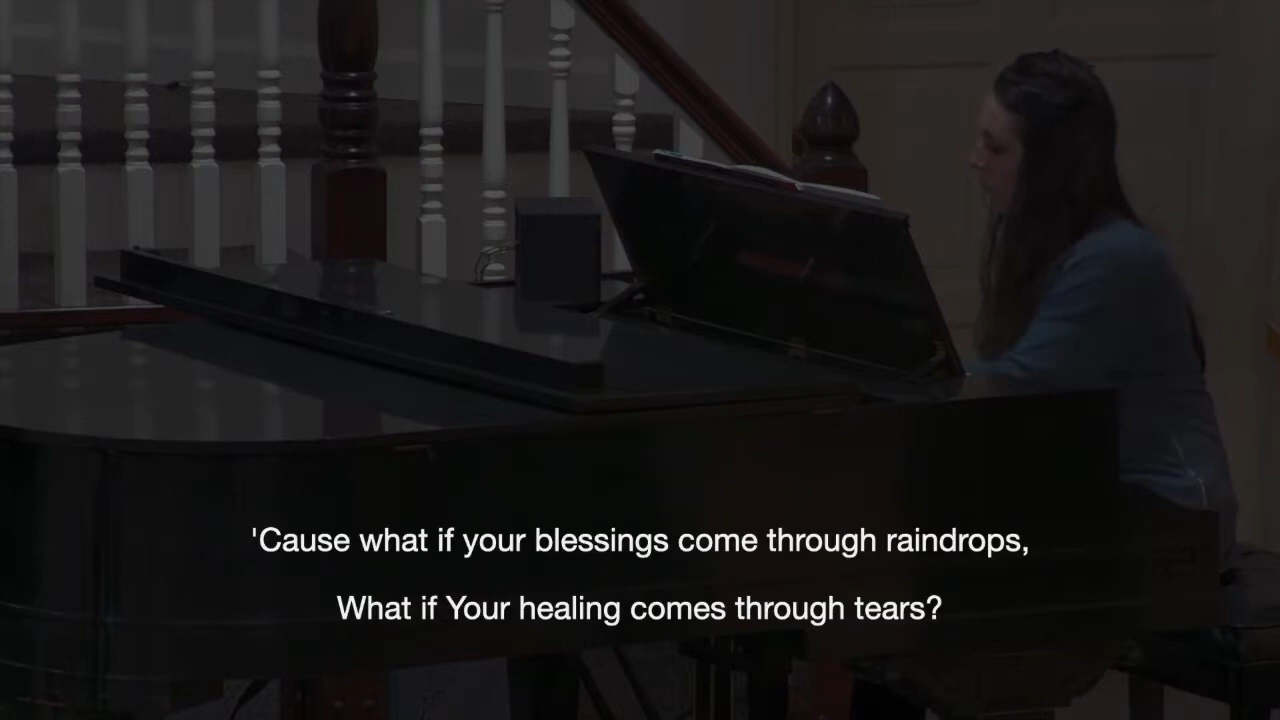 'Cause what if your blessings come through raindrops,
What if Your healing comes through tears?